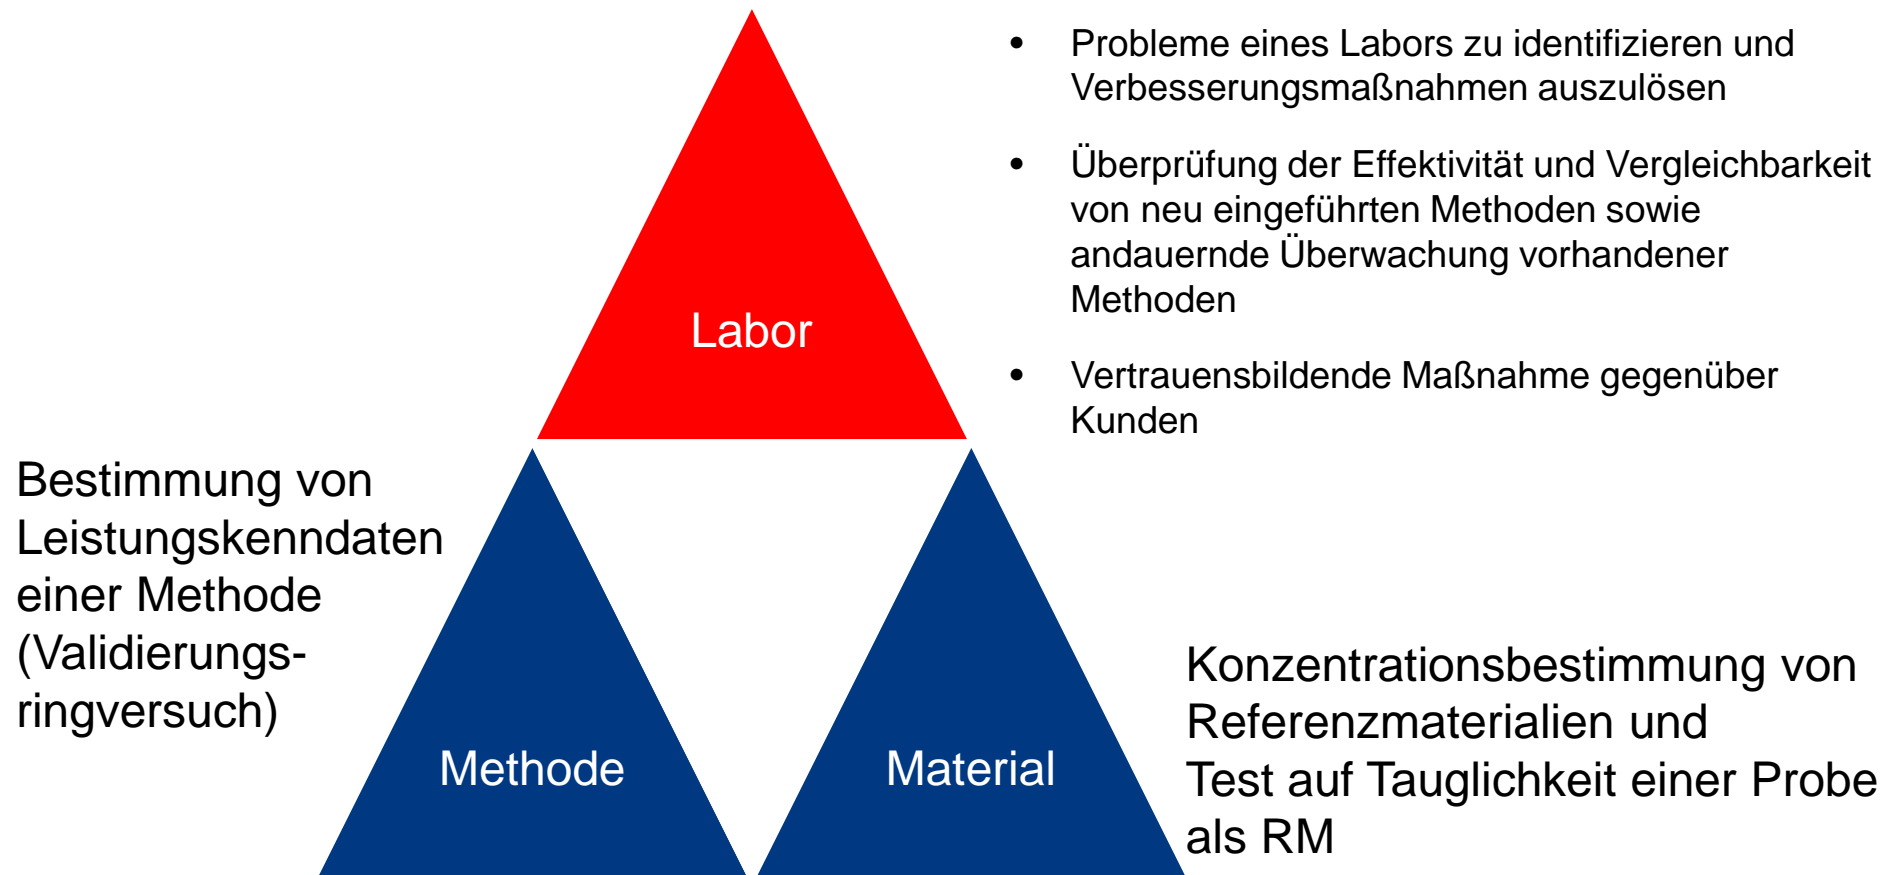 • Probleme eines Labors zu identifizieren und
Verbesserungsmaßnahmen auszulösen
• Überprüfung der Effektivität und Vergleichbarkeit
von neu eingeführten Methoden sowie
andauernde Überwachung vorhandener
Methoden
• Vertrauensbildende Maßnahme gegenüber
Kunden
Labor
Bestimmung von
Leistungskenndaten
einer Methode
(Validierungs-
ringversuch)
Methode
Material
Konzentrationsbestimmung von
Referenzmaterialien und
Test auf Tauglichkeit einer Probe
als RM